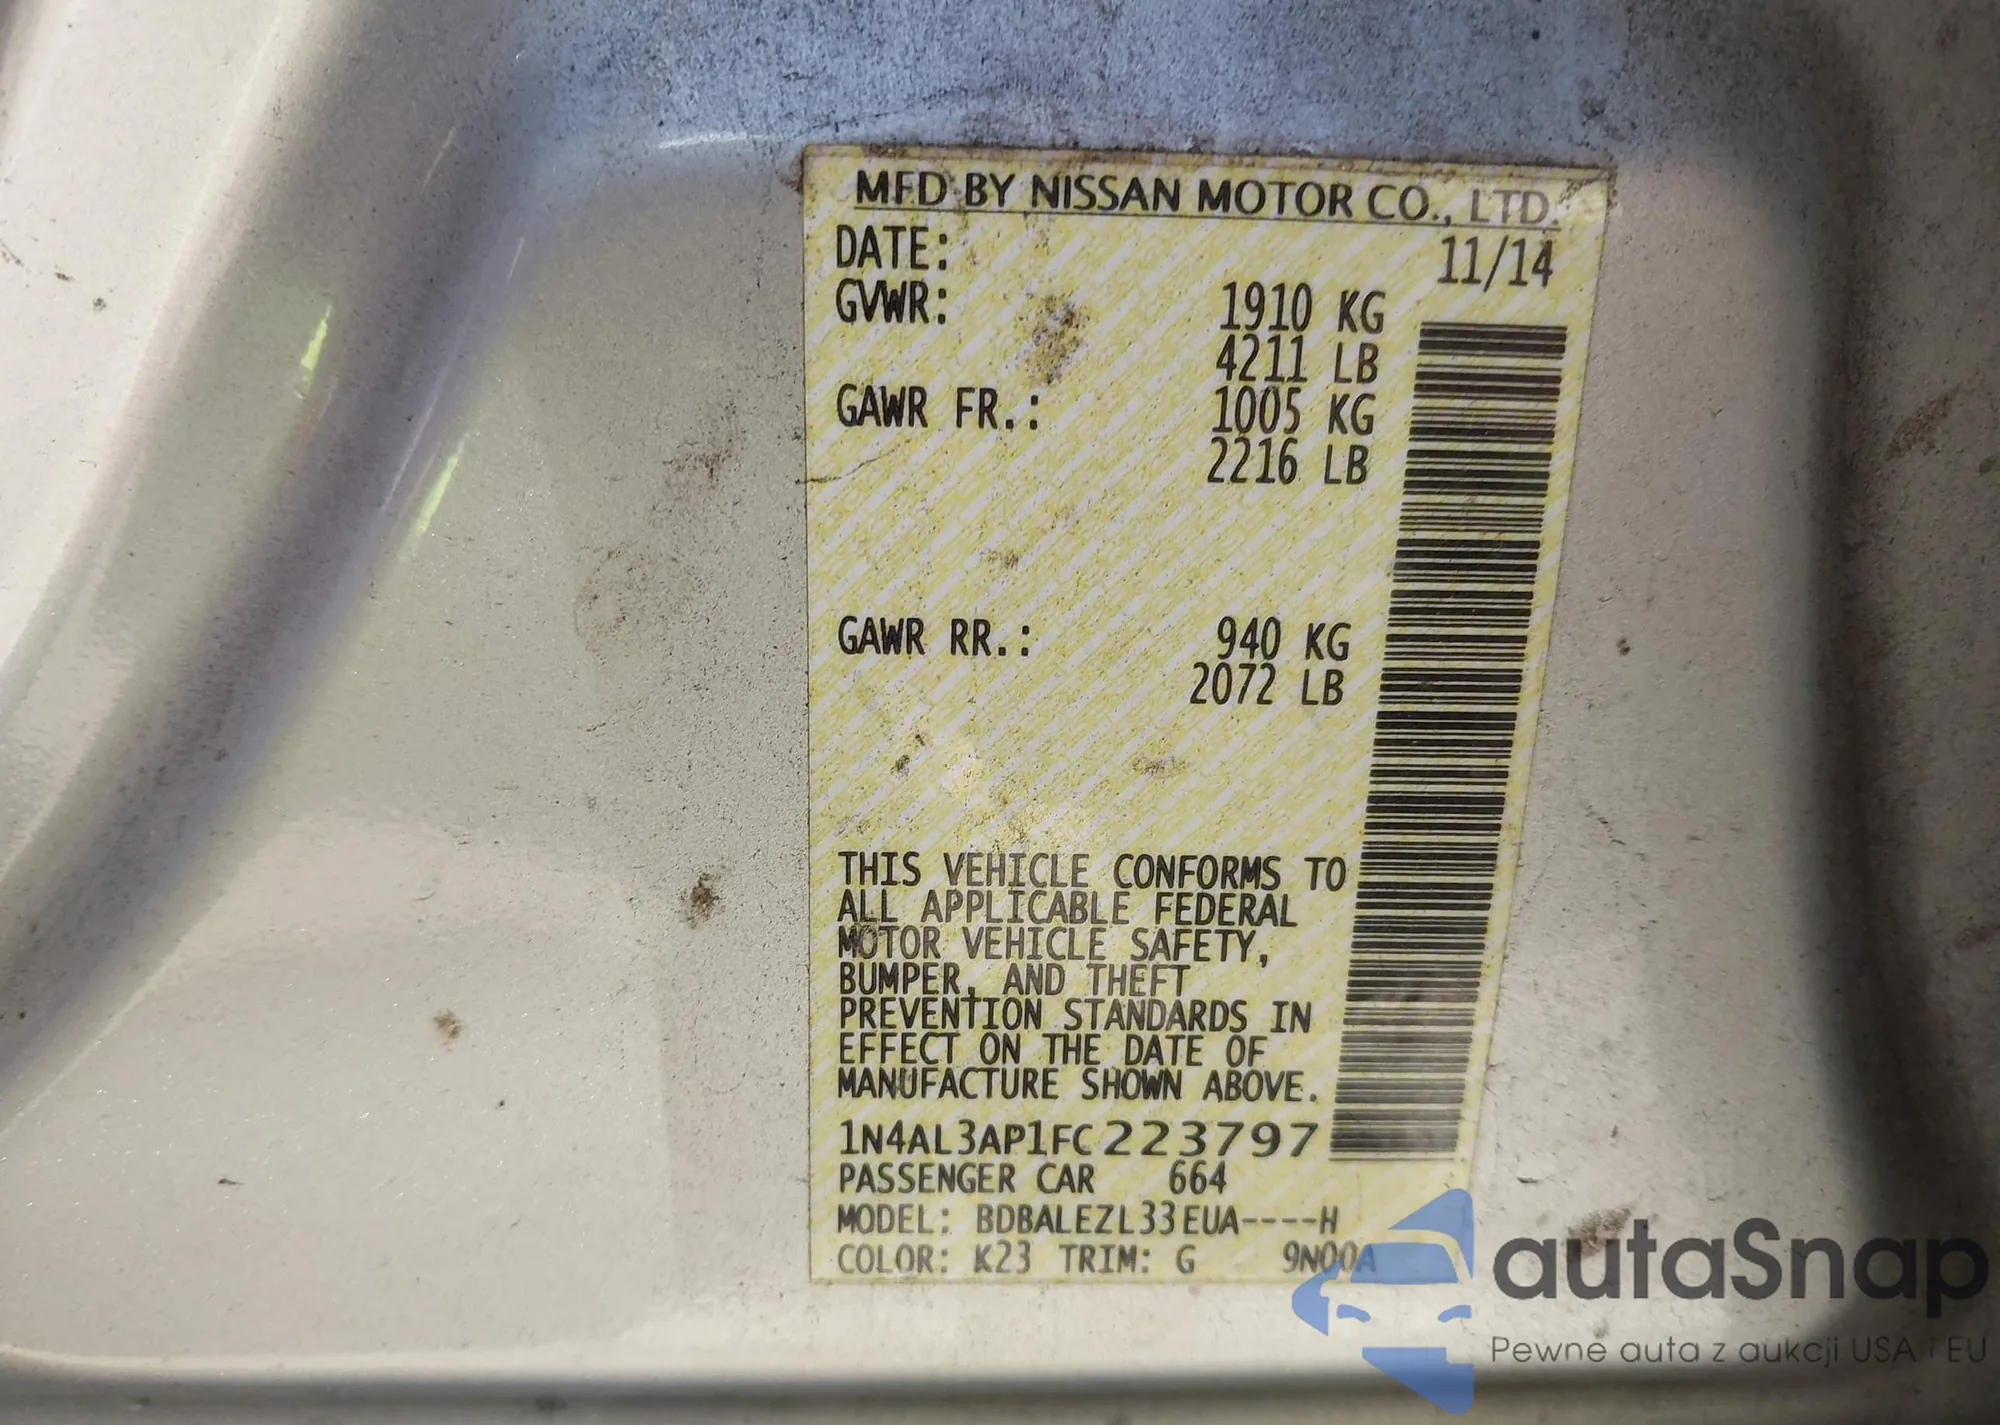 MFD BY NISSAN MOTOR CO., LTD.
DATE: 11/14
GVWR: 1910 KG
4211 LB
GAWR FR.: 1005 KG
2216 LB
GAWR RR.: 940 KG
2072 LB
THIS VEHICLE CONFORMS TO
ALL APPLICABLE FEDERAL
MOTOR VEHICLE SAFETY,
BUMPER, AND THEFT
PREVENTION STANDARDS IN
EFFECT ON THE DATE OF
MANUFACTURE SHOWN ABOVE.
1N4AL3AP1FC223797
PASSENGER CAR 664
MODEL: BDBALEZL33EUA----H
COLOR: K23 TRIM: G 9N00A
autaSnap
Pewne auta z aukcji USA i EU